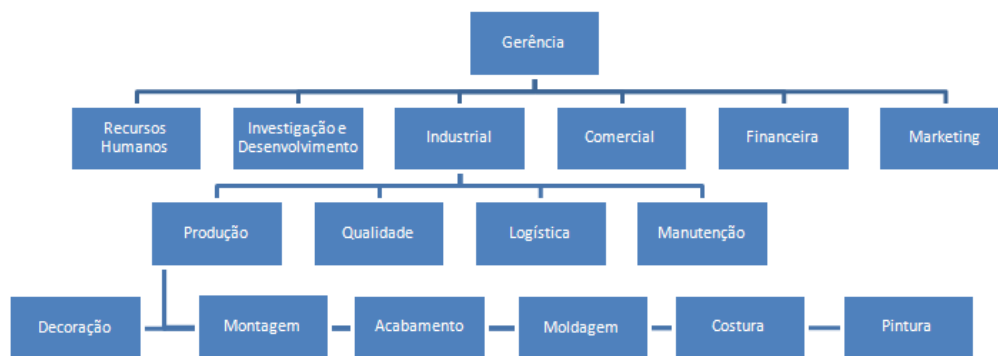 Gerência
Recursos
Humanos
Investigação e
Desenvolvimento
Industrial
Comercial
Financeira
Marketing
Produção
Qualidade
Logística
Manutenção
Decoração
Montagem
Acabamento
Moldagem
Costura
Pintura